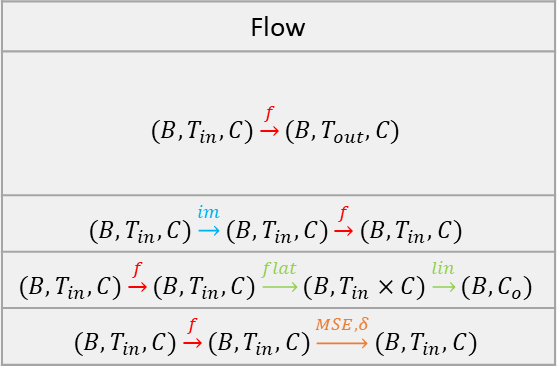 Flow
(B, T_in, C) →^f (B, T_out, C)
(B, T_in, C) →^im (B, T_in, C) →^f (B, T_in, C)
(B, T_in, C) →^f (B, T_in, C) →^flat (B, T_in × C) →^lin (B, C_o)
(B, T_in, C) →^f (B, T_in, C) →^MSE,δ (B, T_in, C)